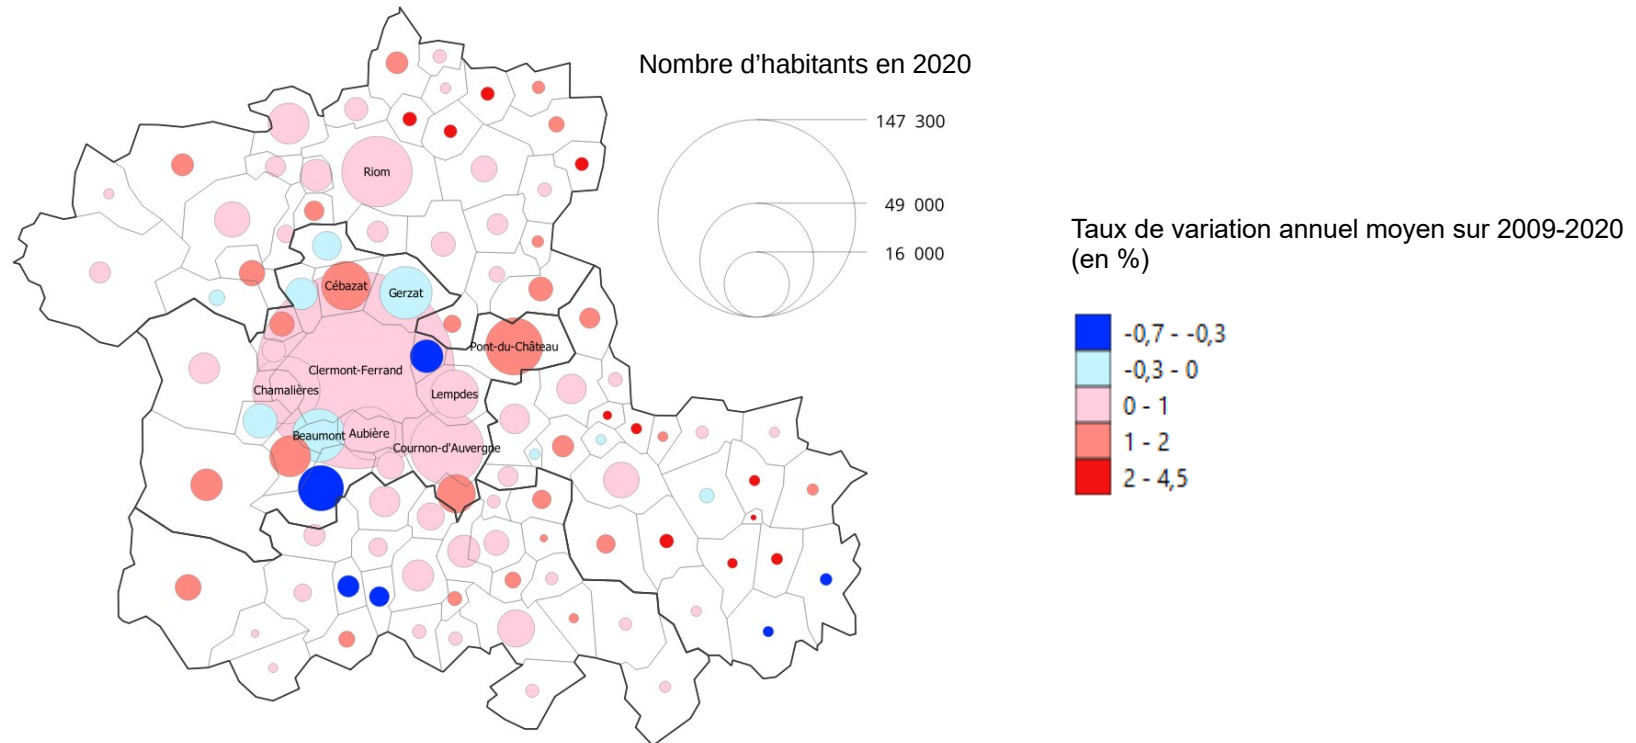 Nombre d’habitants en 2020
147 300
49 000
16 000
Taux de variation annuel moyen sur 2009-2020
(en %)
-0,7 - -0,3
-0,3 - 0
0 - 1
1 - 2
2 - 4,5
Riom
Cébazat
Gerzat
Pont-du-Château
Clermont-Ferrand
Chamalières
Lempdes
Beaumont
Aubière
Cournon-d'Auvergne